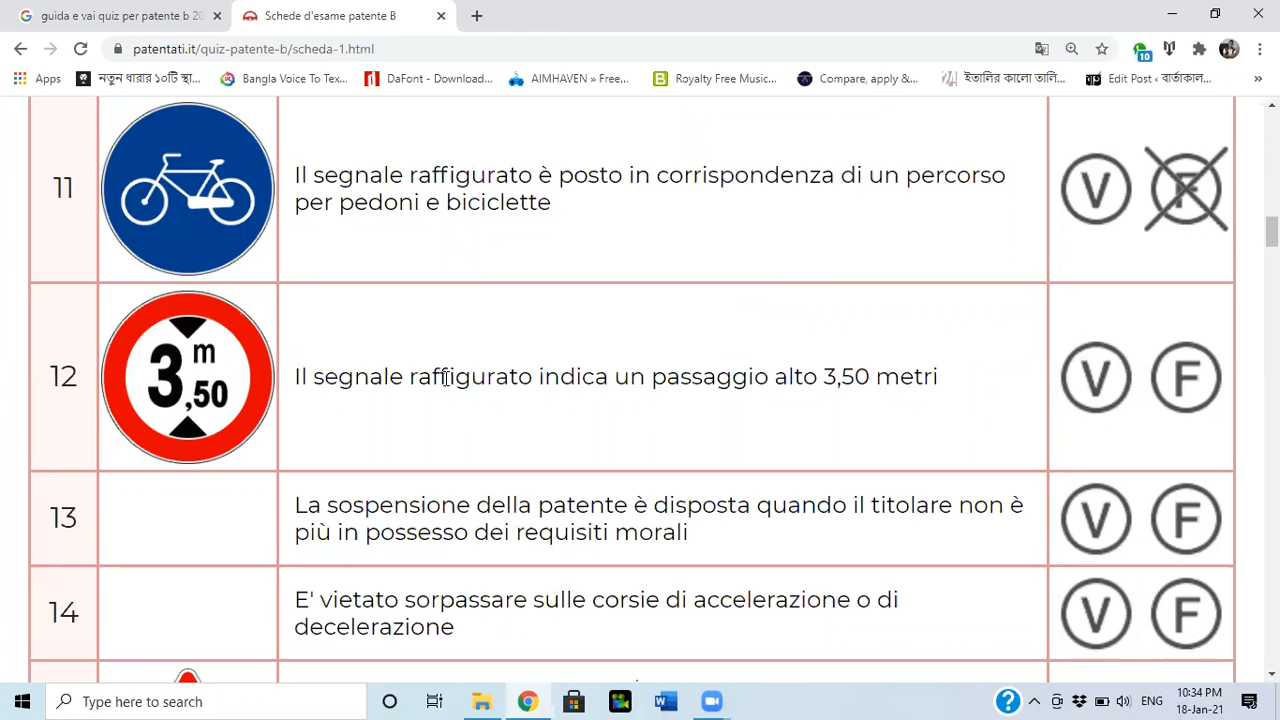 guida e vai quiz per patente b 20
Schede d'esame patente B
patentati.it/quiz-patente-b/scheda-1.html
10
Apps
নতুন ধারার ১০টি স্থা...
Bangla Voice To Tex...
DaFont - Download...
AIMHAVEN » Free...
Royalty Free Music...
Compare, apply &...
ইতালির কালো তালি...
Edit Post ‹ বার্তাকাল...
11
Il segnale raffigurato è posto in corrispondenza di un percorso
per pedoni e biciclette
V F
12
3,50 m
Il segnale raffigurato indica un passaggio alto 3,50 metri
V F
13
La sospensione della patente è disposta quando il titolare non è
più in possesso dei requisiti morali
V F
14
E' vietato sorpassare sulle corsie di accelerazione o di
decelerazione
V F
Type here to search
ENG
10:34 PM
18-Jan-21